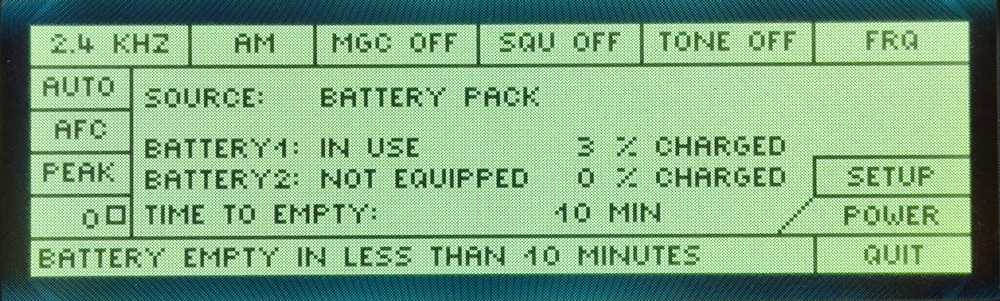 2.4 KHZ AM MGC OFF SQU OFF TONE OFF FRQ
AUTO
SOURCE: BATTERY PACK
AFC
BATTERY1: IN USE 3 % CHARGED
PEAK
BATTERY2: NOT EQUIPPED 0 % CHARGED
SETUP
0
TIME TO EMPTY: 10 MIN
POWER
BATTERY EMPTY IN LESS THAN 10 MINUTES
QUIT